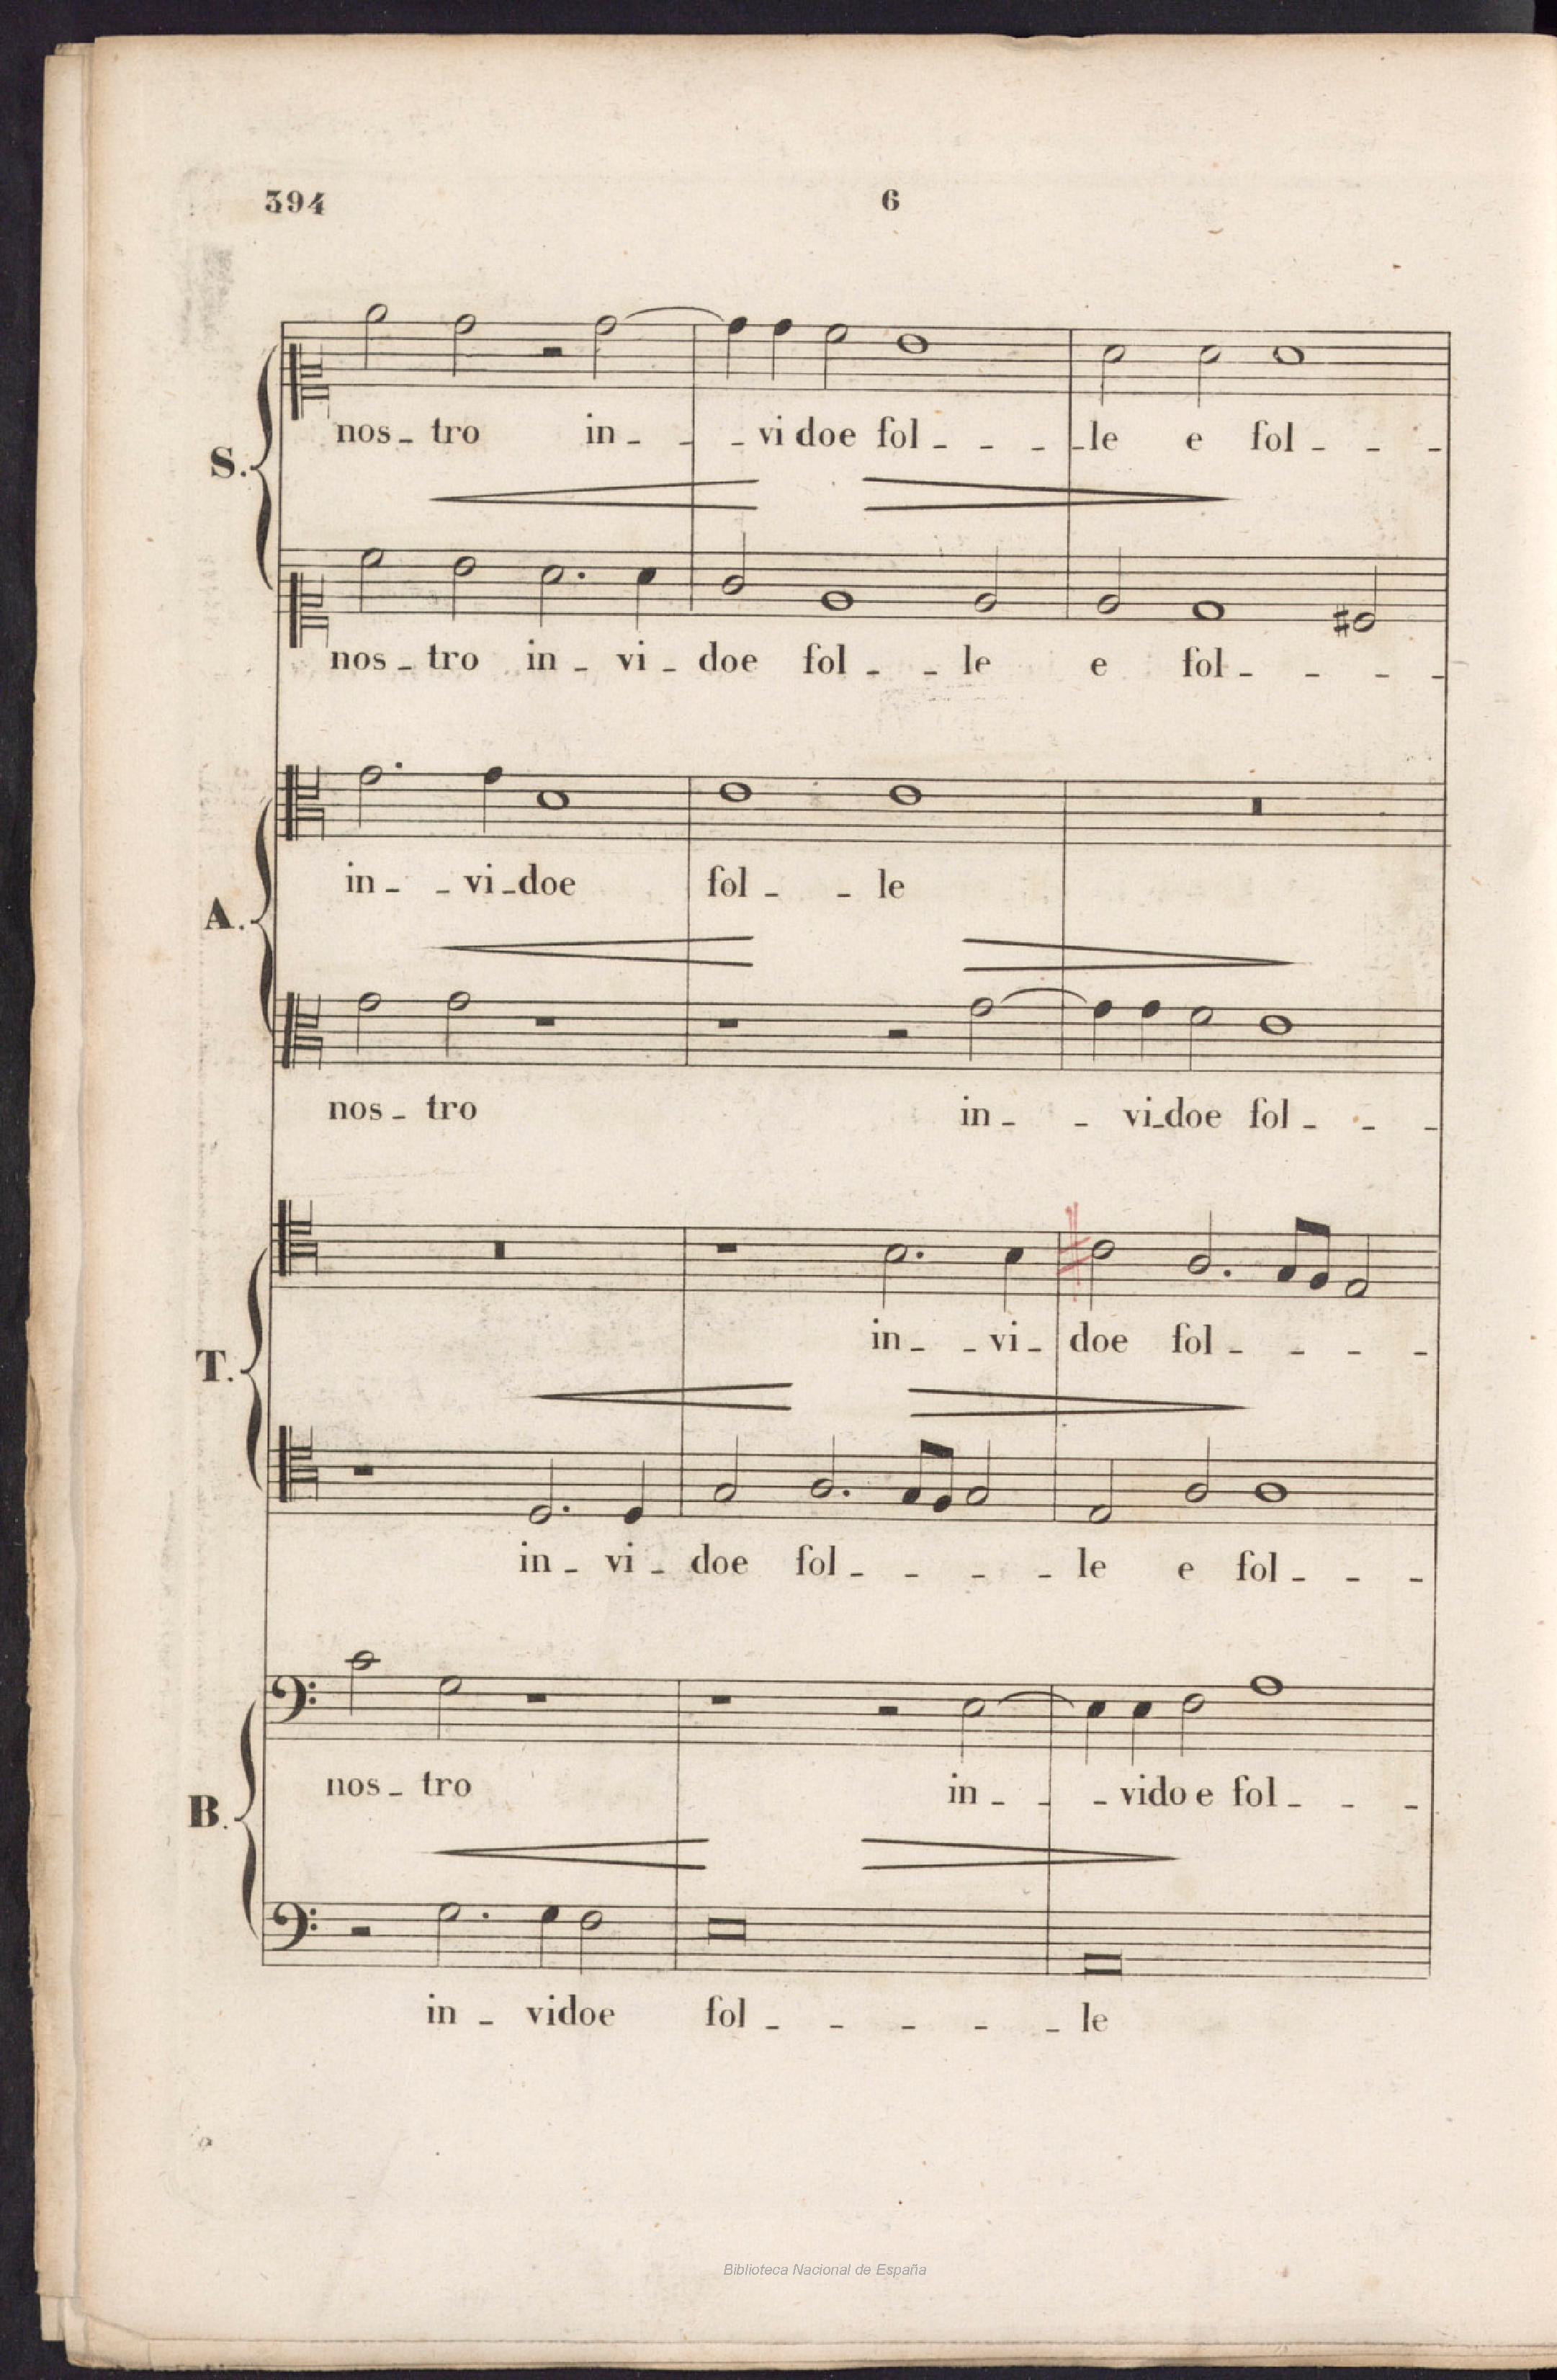 394 6
nos_tro in_ _ _vi doe fol_ _ _ _le e fol_ _ _
S.
nos_tro in_vi_doe fol_ _le e fol_ _ _ _
in_ _vi_doe fol_ _le
A.
nos_tro in_ _ vi_doe fol_ _ _
in_ _vi_doe fol_ _ _ _
T.
in_vi_doe fol_ _ _ _le e fol_ _ _
nos_tro in_ _ _vido e fol_ _ _
B.
in_vidoe fol_ _ _ _ _le
Biblioteca Nacional de España